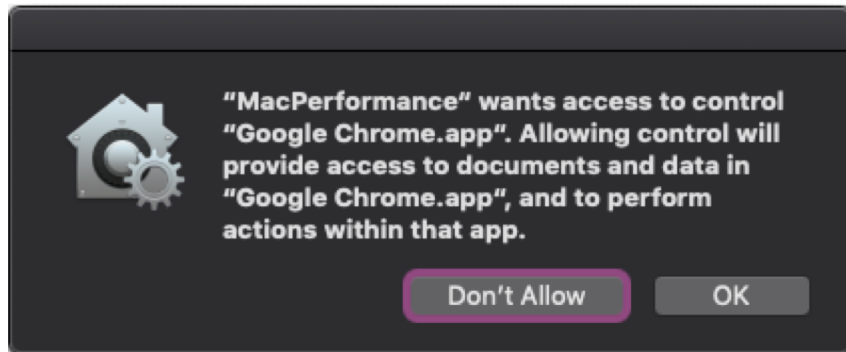 “MacPerformance” wants access to control
“Google Chrome.app”. Allowing control will
provide access to documents and data in
“Google Chrome.app”, and to perform
actions within that app.
Don’t Allow
OK